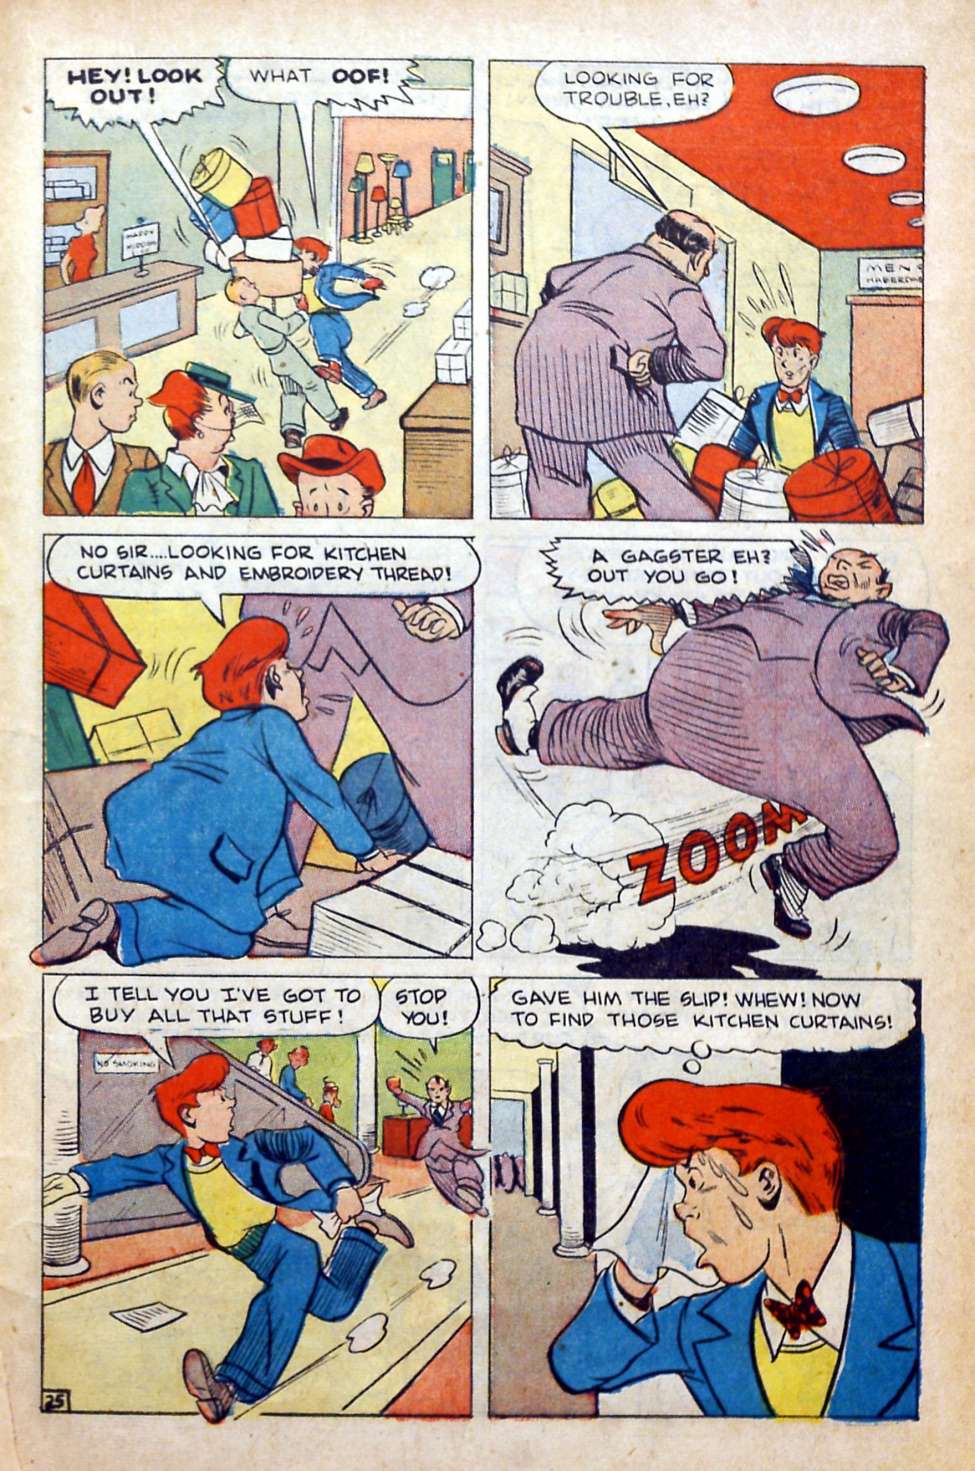 HEY! LOOK
OUT!
WHAT OOF!
HAPPY
LOOKING FOR
TROUBLE, EH?
MEN'S
NO SIR....LOOKING FOR KITCHEN
CURTAINS AND EMBROIDERY THREAD!
A GAGSTER EH?
OUT YOU GO!
ZOOM
I TELL YOU I'VE GOT TO
BUY ALL THAT STUFF!
STOP
YOU!
NO SMOKING
GAVE HIM THE SLIP! WHEW! NOW
TO FIND THOSE KITCHEN CURTAINS!
25